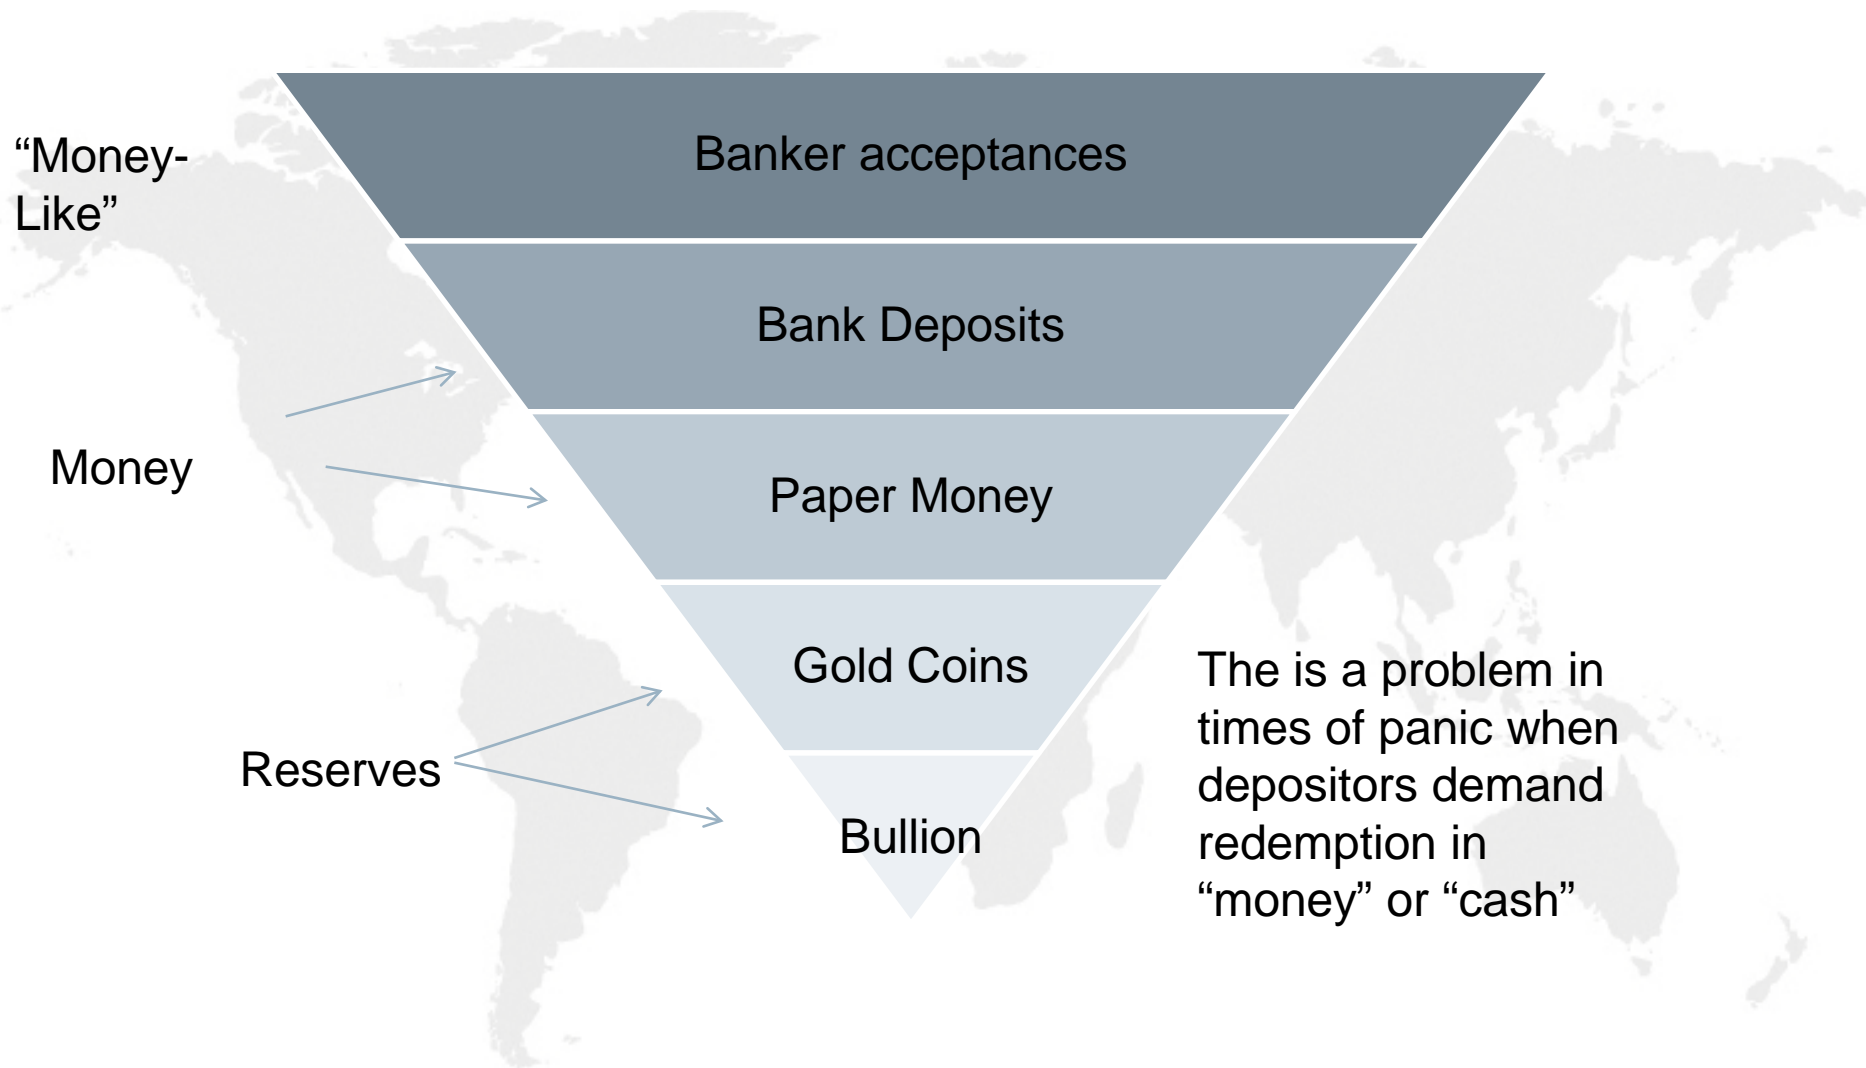 “Money-
Like”
Banker acceptances
Bank Deposits
Money
Paper Money
Gold Coins
Reserves
Bullion
The is a problem in
times of panic when
depositors demand
redemption in
“money” or “cash”